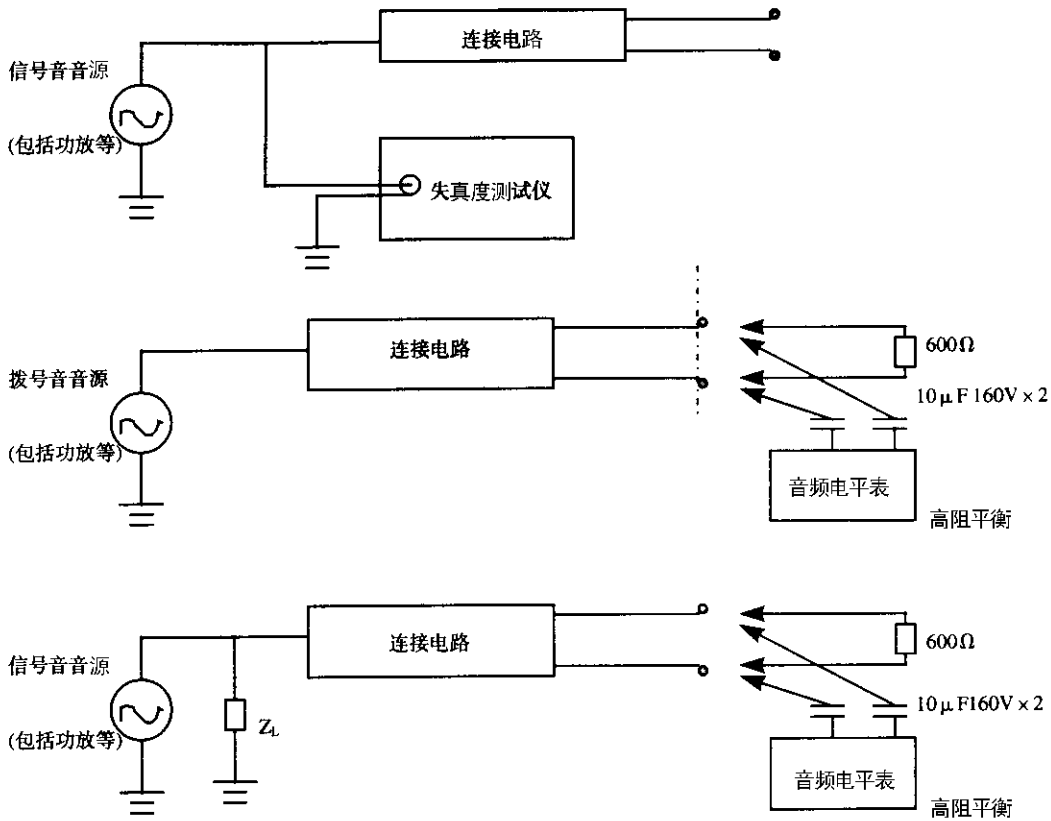 连接电路
信号音音源
(包括功放等)
失真度测试仪
连接电路
600Ω
拨号音音源
10μF 160V×2
(包括功放等)
音频电平表
高阻平衡
连接电路
600Ω
信号音音源
10μF160V×2
Z_L
(包括功放等)
音频电平表
高阻平衡